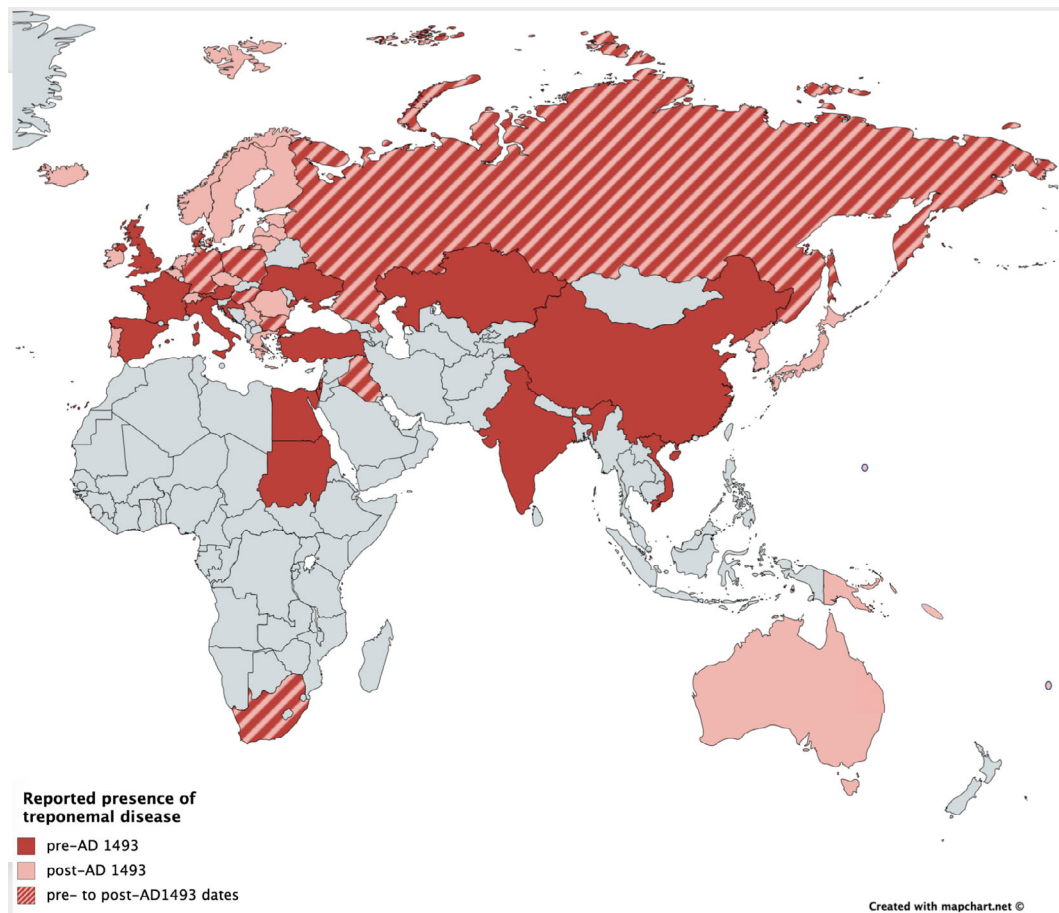 Reported presence of
treponemal disease
pre-AD 1493
post-AD 1493
pre- to post-AD1493 dates
Created with mapchart.net ©